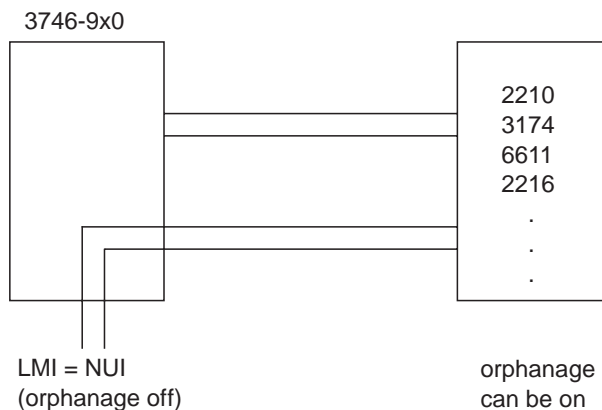 3746-9x0
2210
3174
6611
2216
.
.
.
LMI = NUI
(orphanage off)
orphanage
can be on